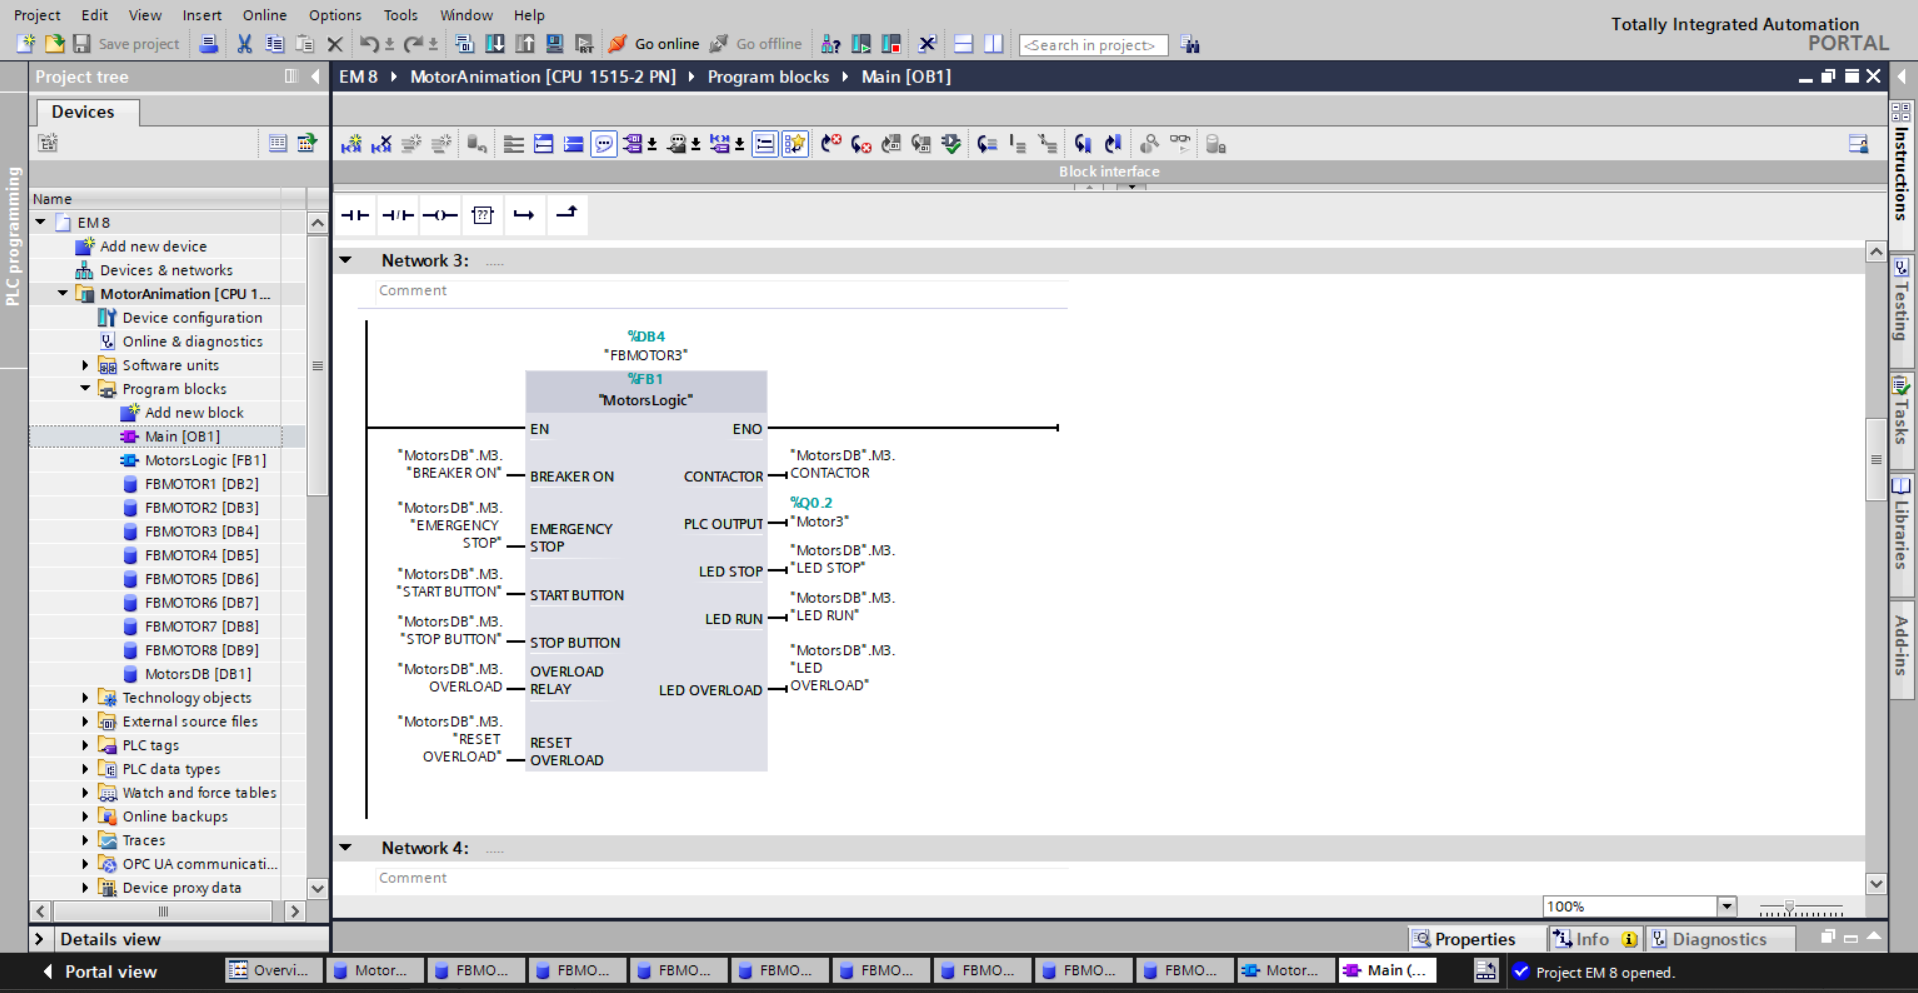 Project Edit View Insert Online Options Tools Window Help
Totally Integrated Automation
PORTAL
Save project
Go online
Go offline
<Search in project>
Project tree
EM 8 MotorAnimation [CPU 1515-2 PN] Program blocks Main [OB1]
Devices
Block interface
PLC programming
Name
EM 8
Add new device
Devices & networks
MotorAnimation [CPU 1...
Device configuration
Online & diagnostics
Software units
Program blocks
Add new block
Main [OB1]
MotorsLogic [FB1]
FBMOTOR1 [DB2]
FBMOTOR2 [DB3]
FBMOTOR3 [DB4]
FBMOTOR4 [DB5]
FBMOTOR5 [DB6]
FBMOTOR6 [DB7]
FBMOTOR7 [DB8]
FBMOTOR8 [DB9]
MotorsDB [DB1]
Technology objects
External source files
PLC tags
PLC data types
Watch and force tables
Online backups
Traces
OPC UA communicati...
Device proxy data
Details view
??
Network 3: .....
Comment
%DB4
"FBMOTOR3"
%FB1
"MotorsLogic"
EN
ENO
"MotorsDB".M3.
"BREAKER ON"
BREAKER ON
"MotorsDB".M3.
"EMERGENCY
STOP"
EMERGENCY
STOP
"MotorsDB".M3.
"START BUTTON"
START BUTTON
"MotorsDB".M3.
"STOP BUTTON"
STOP BUTTON
"MotorsDB".M3.
OVERLOAD
OVERLOAD
RELAY
"MotorsDB".M3.
"RESET
OVERLOAD"
RESET
OVERLOAD
CONTACTOR
"MotorsDB".M3.
CONTACTOR
PLC OUTPUT
%Q0.2
"Motor3"
LED STOP
"MotorsDB".M3.
"LED STOP"
LED RUN
"MotorsDB".M3.
"LED RUN"
LED OVERLOAD
"MotorsDB".M3.
"LED
OVERLOAD"
Network 4: .....
Comment
100%
Properties
Info
Diagnostics
Instructions
Testing
Tasks
Libraries
Add-ins
Portal view
Overvi...
Motor...
FBMO...
FBMO...
FBMO...
FBMO...
FBMO...
FBMO...
FBMO...
FBMO...
Motor...
Main (...
Project EM 8 opened.